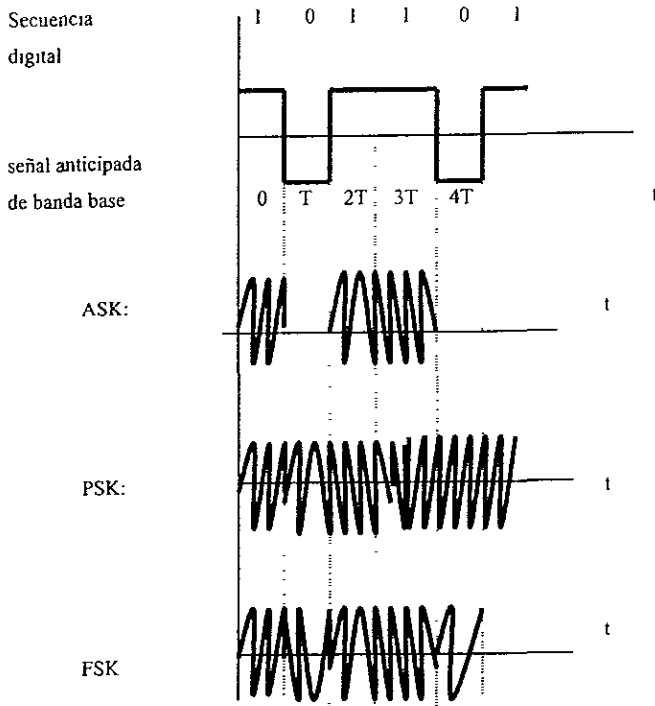 Secuencia 1 0 1 1 0 1
digital
señal anticipada
de banda base 0 T 2T 3T 4T t
ASK: t
PSK: t
FSK t